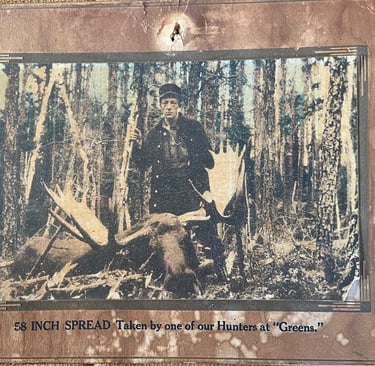 58 INCH SPREAD Taken by one of our Hunters at "Greens."